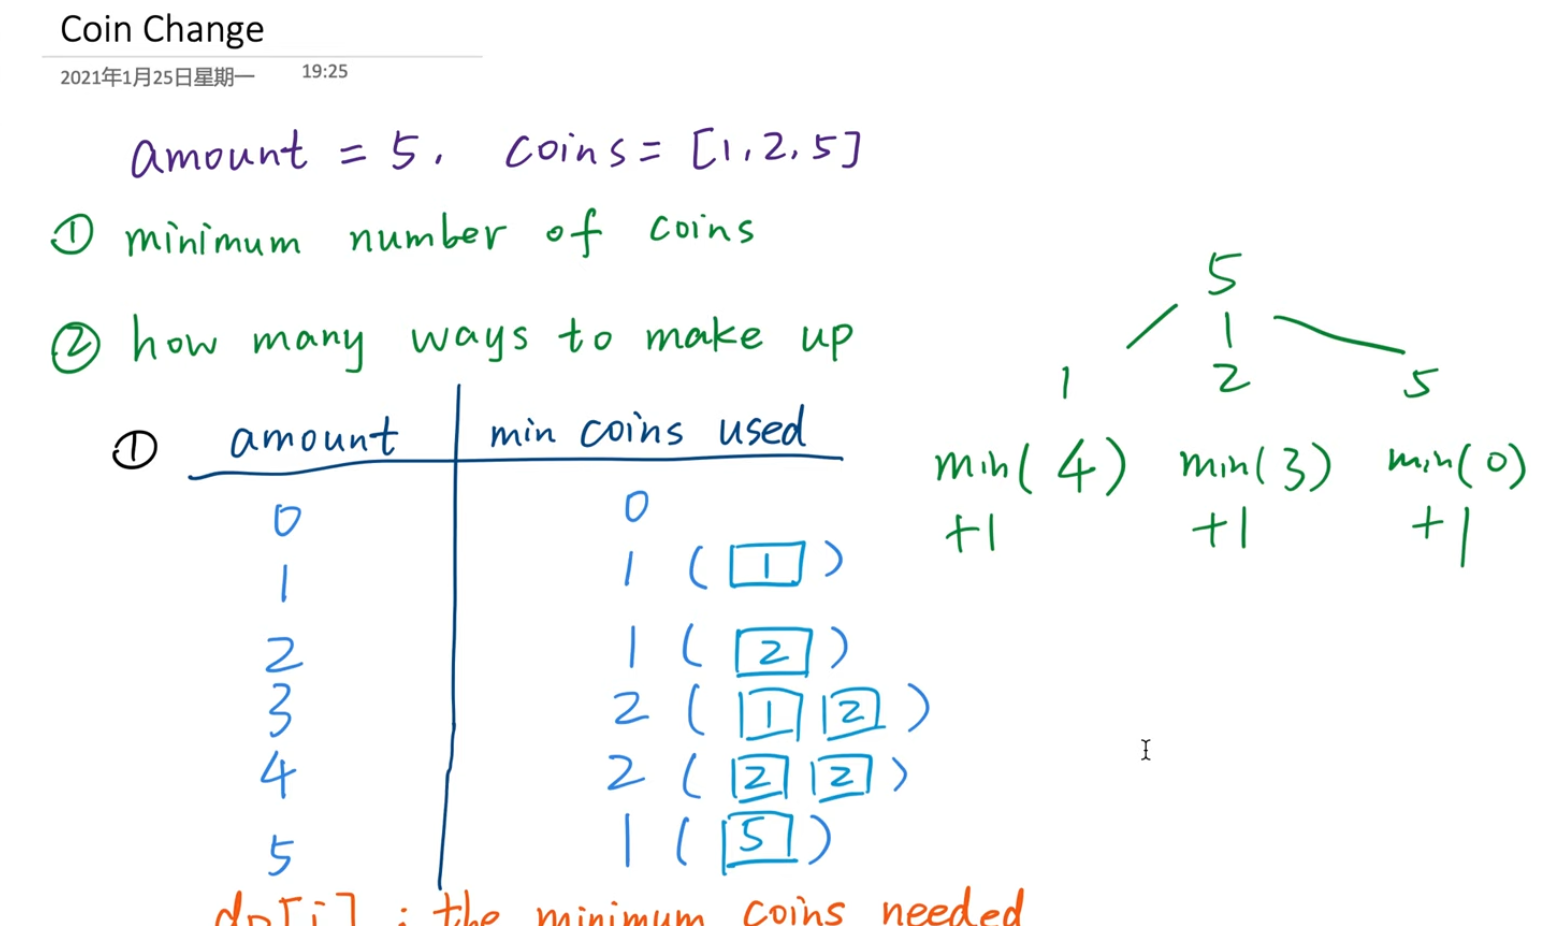 Coin Change
2021年1月25日星期一 19:25
amount = 5. coins = [1, 2, 5]
① minimum number of coins
② how many ways to make up
① amount min coins used
0 0
1 1 ( 1 )
2 1 ( 2 )
3 2 ( 1 2 )
4 2 ( 2 2 )
5 1 ( 5 )
dp[i] : the minimum coins needed
5
1 2 5
min( 4 ) min( 3 ) min( 0 )
+1 +1 +1